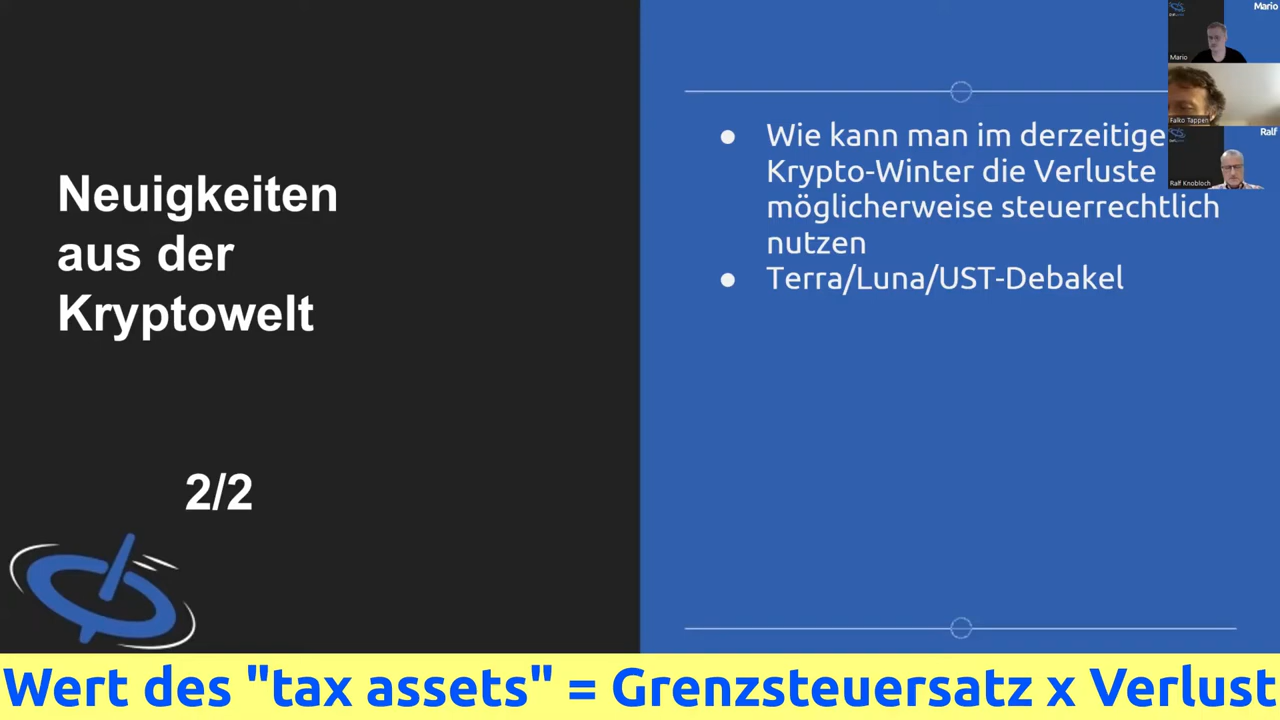 Neuigkeiten
aus der
Kryptowelt
2/2
● Wie kann man im derzeitige
Krypto-Winter die Verluste
möglicherweise steuerrechtlich
nutzen
● Terra/Luna/UST-Debakel
Mario
Mario
Falko Tappen
Ralf
Ralf Knobloch
Wert des "tax assets" = Grenzsteuersatz x Verlust